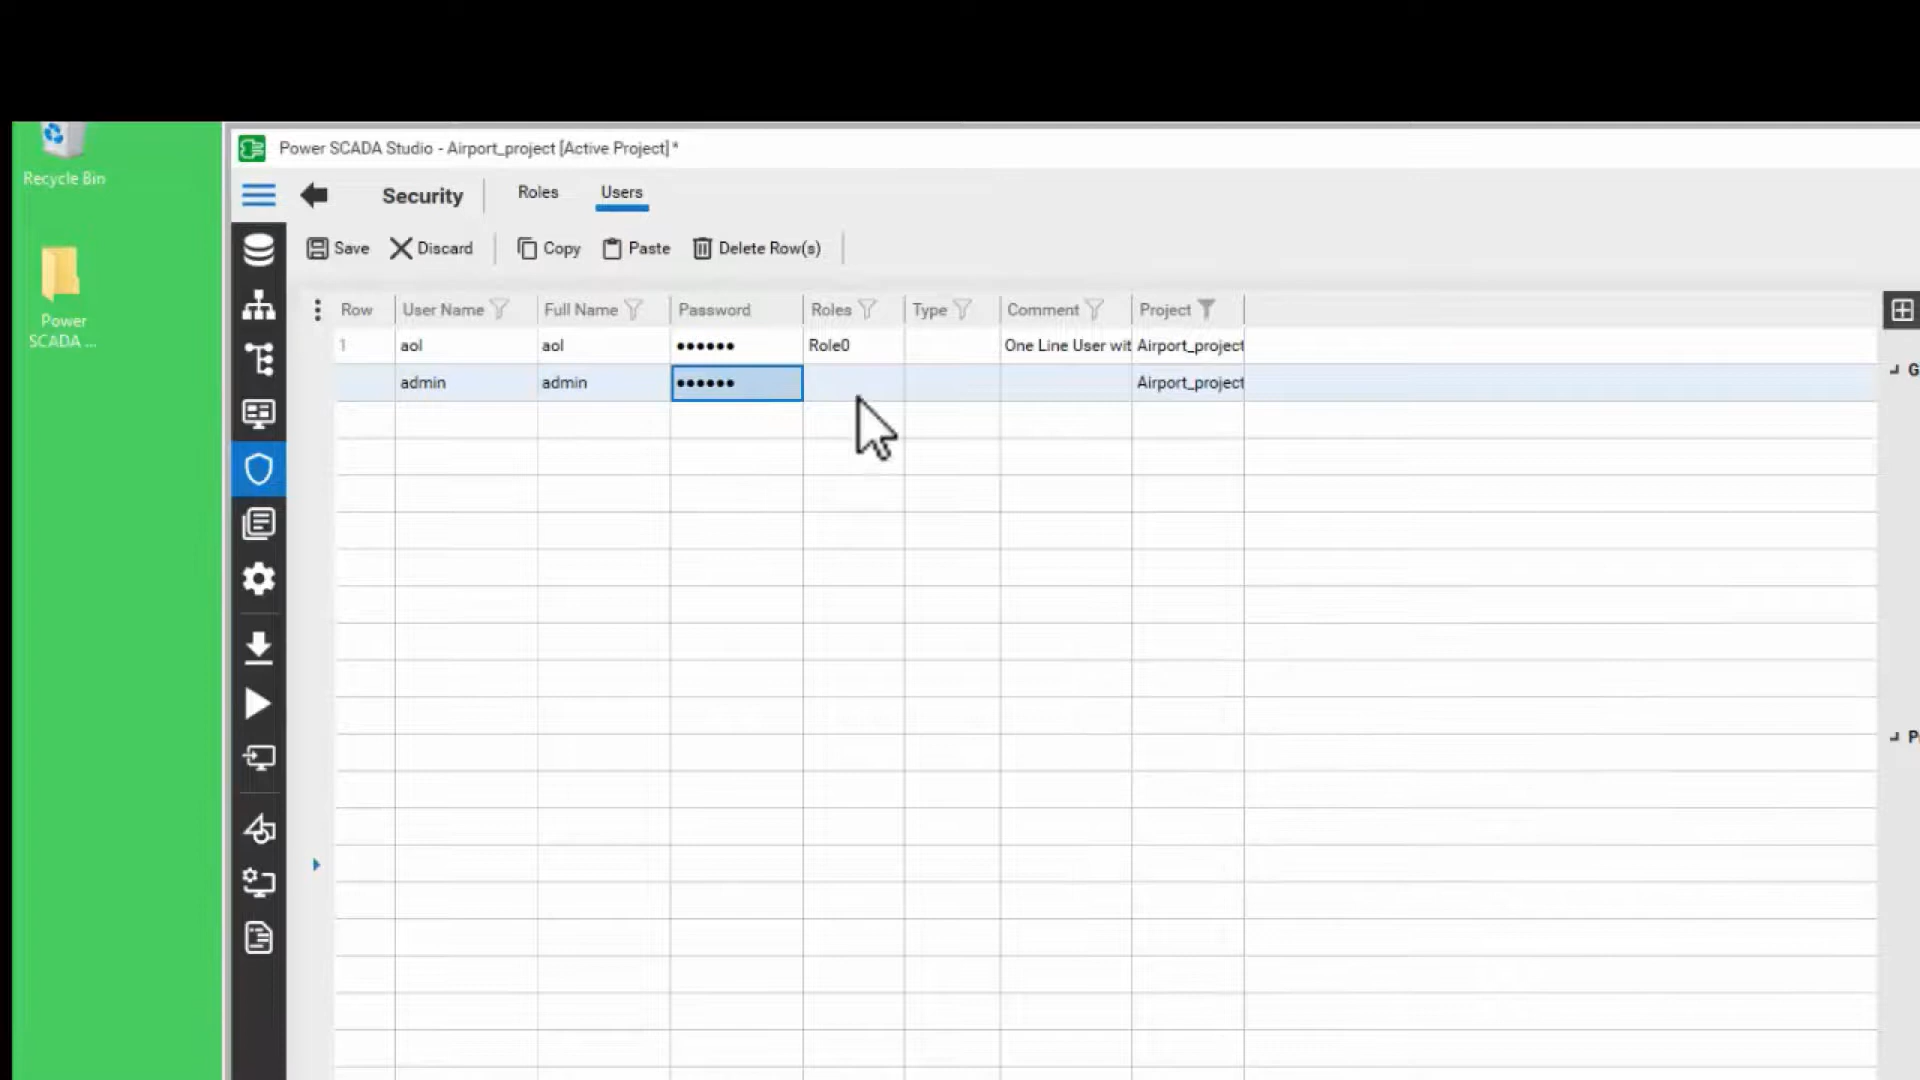 Recycle Bin
Power
SCADA ...
Power SCADA Studio - Airport_project [Active Project] *
Security
Roles
Users
Save
Discard
Copy
Paste
Delete Row(s)
Row
User Name
Full Name
Password
Roles
Type
Comment
Project
1
aol
aol
••••••
Role0
One Line User wit
Airport_project
admin
admin
••••••
Airport_project
G
P